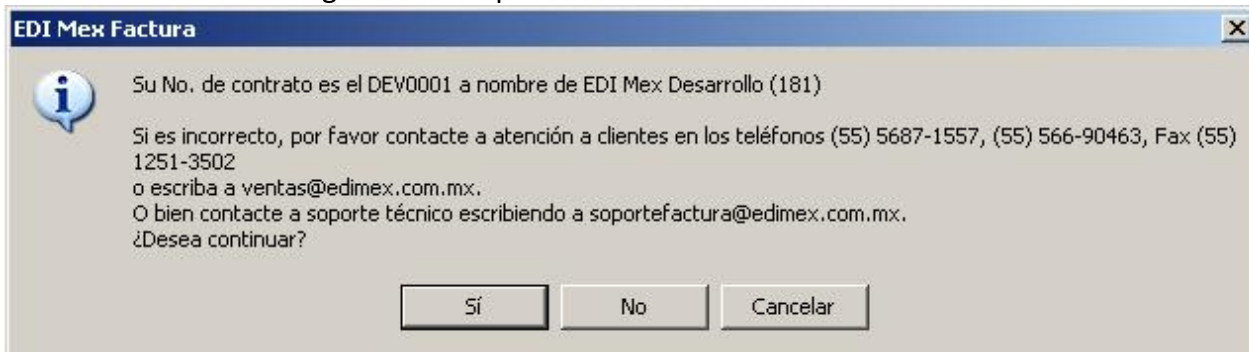 EDI Mex Factura
Su No. de contrato es el DEV0001 a nombre de EDI Mex Desarrollo (181)
Si es incorrecto, por favor contacte a atención a clientes en los teléfonos (55) 5687-1557, (55) 566-90463, Fax (55)
1251-3502
o escriba a ventas@edimex.com.mx.
O bien contacte a soporte técnico escribiendo a soportefactura@edimex.com.mx.
¿Desea continuar?
Sí No Cancelar